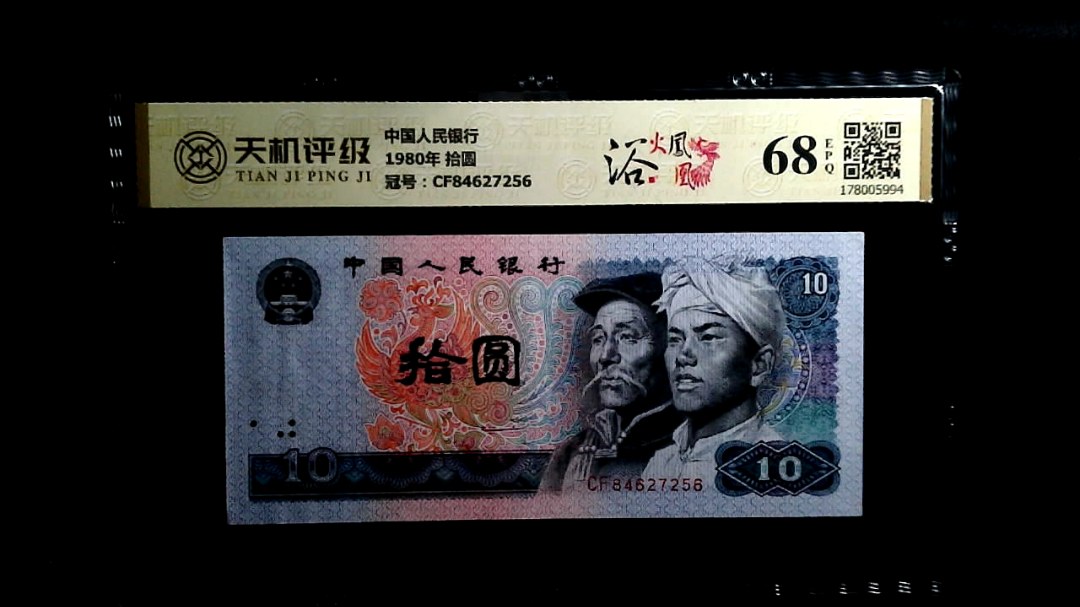 天机评级
TIAN JI PING JI
中国人民银行
1980年 拾圆
冠号：CF84627256
浴火鳳凰
68
EPQ
178005994
中国人民银行
10
拾圆
10
CF84627256
10